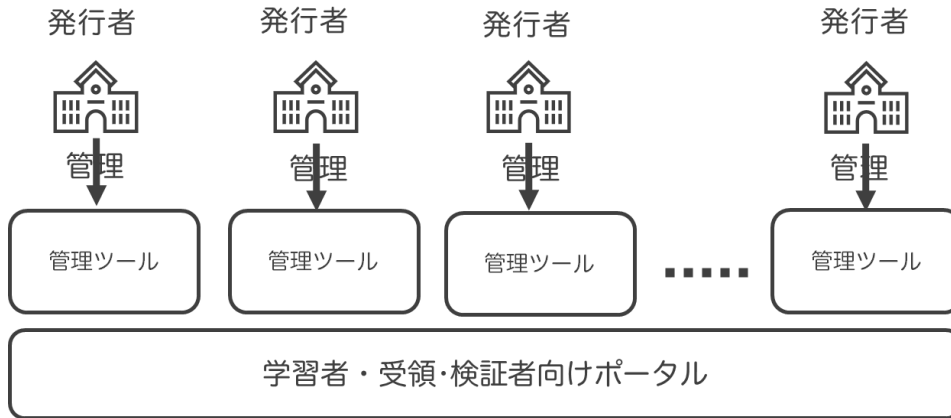 発行者
発行者
発行者
発行者
管理
管理
管理
管理
管理ツール
管理ツール
管理ツール
管理ツール
学習者・受領・検証者向けポータル